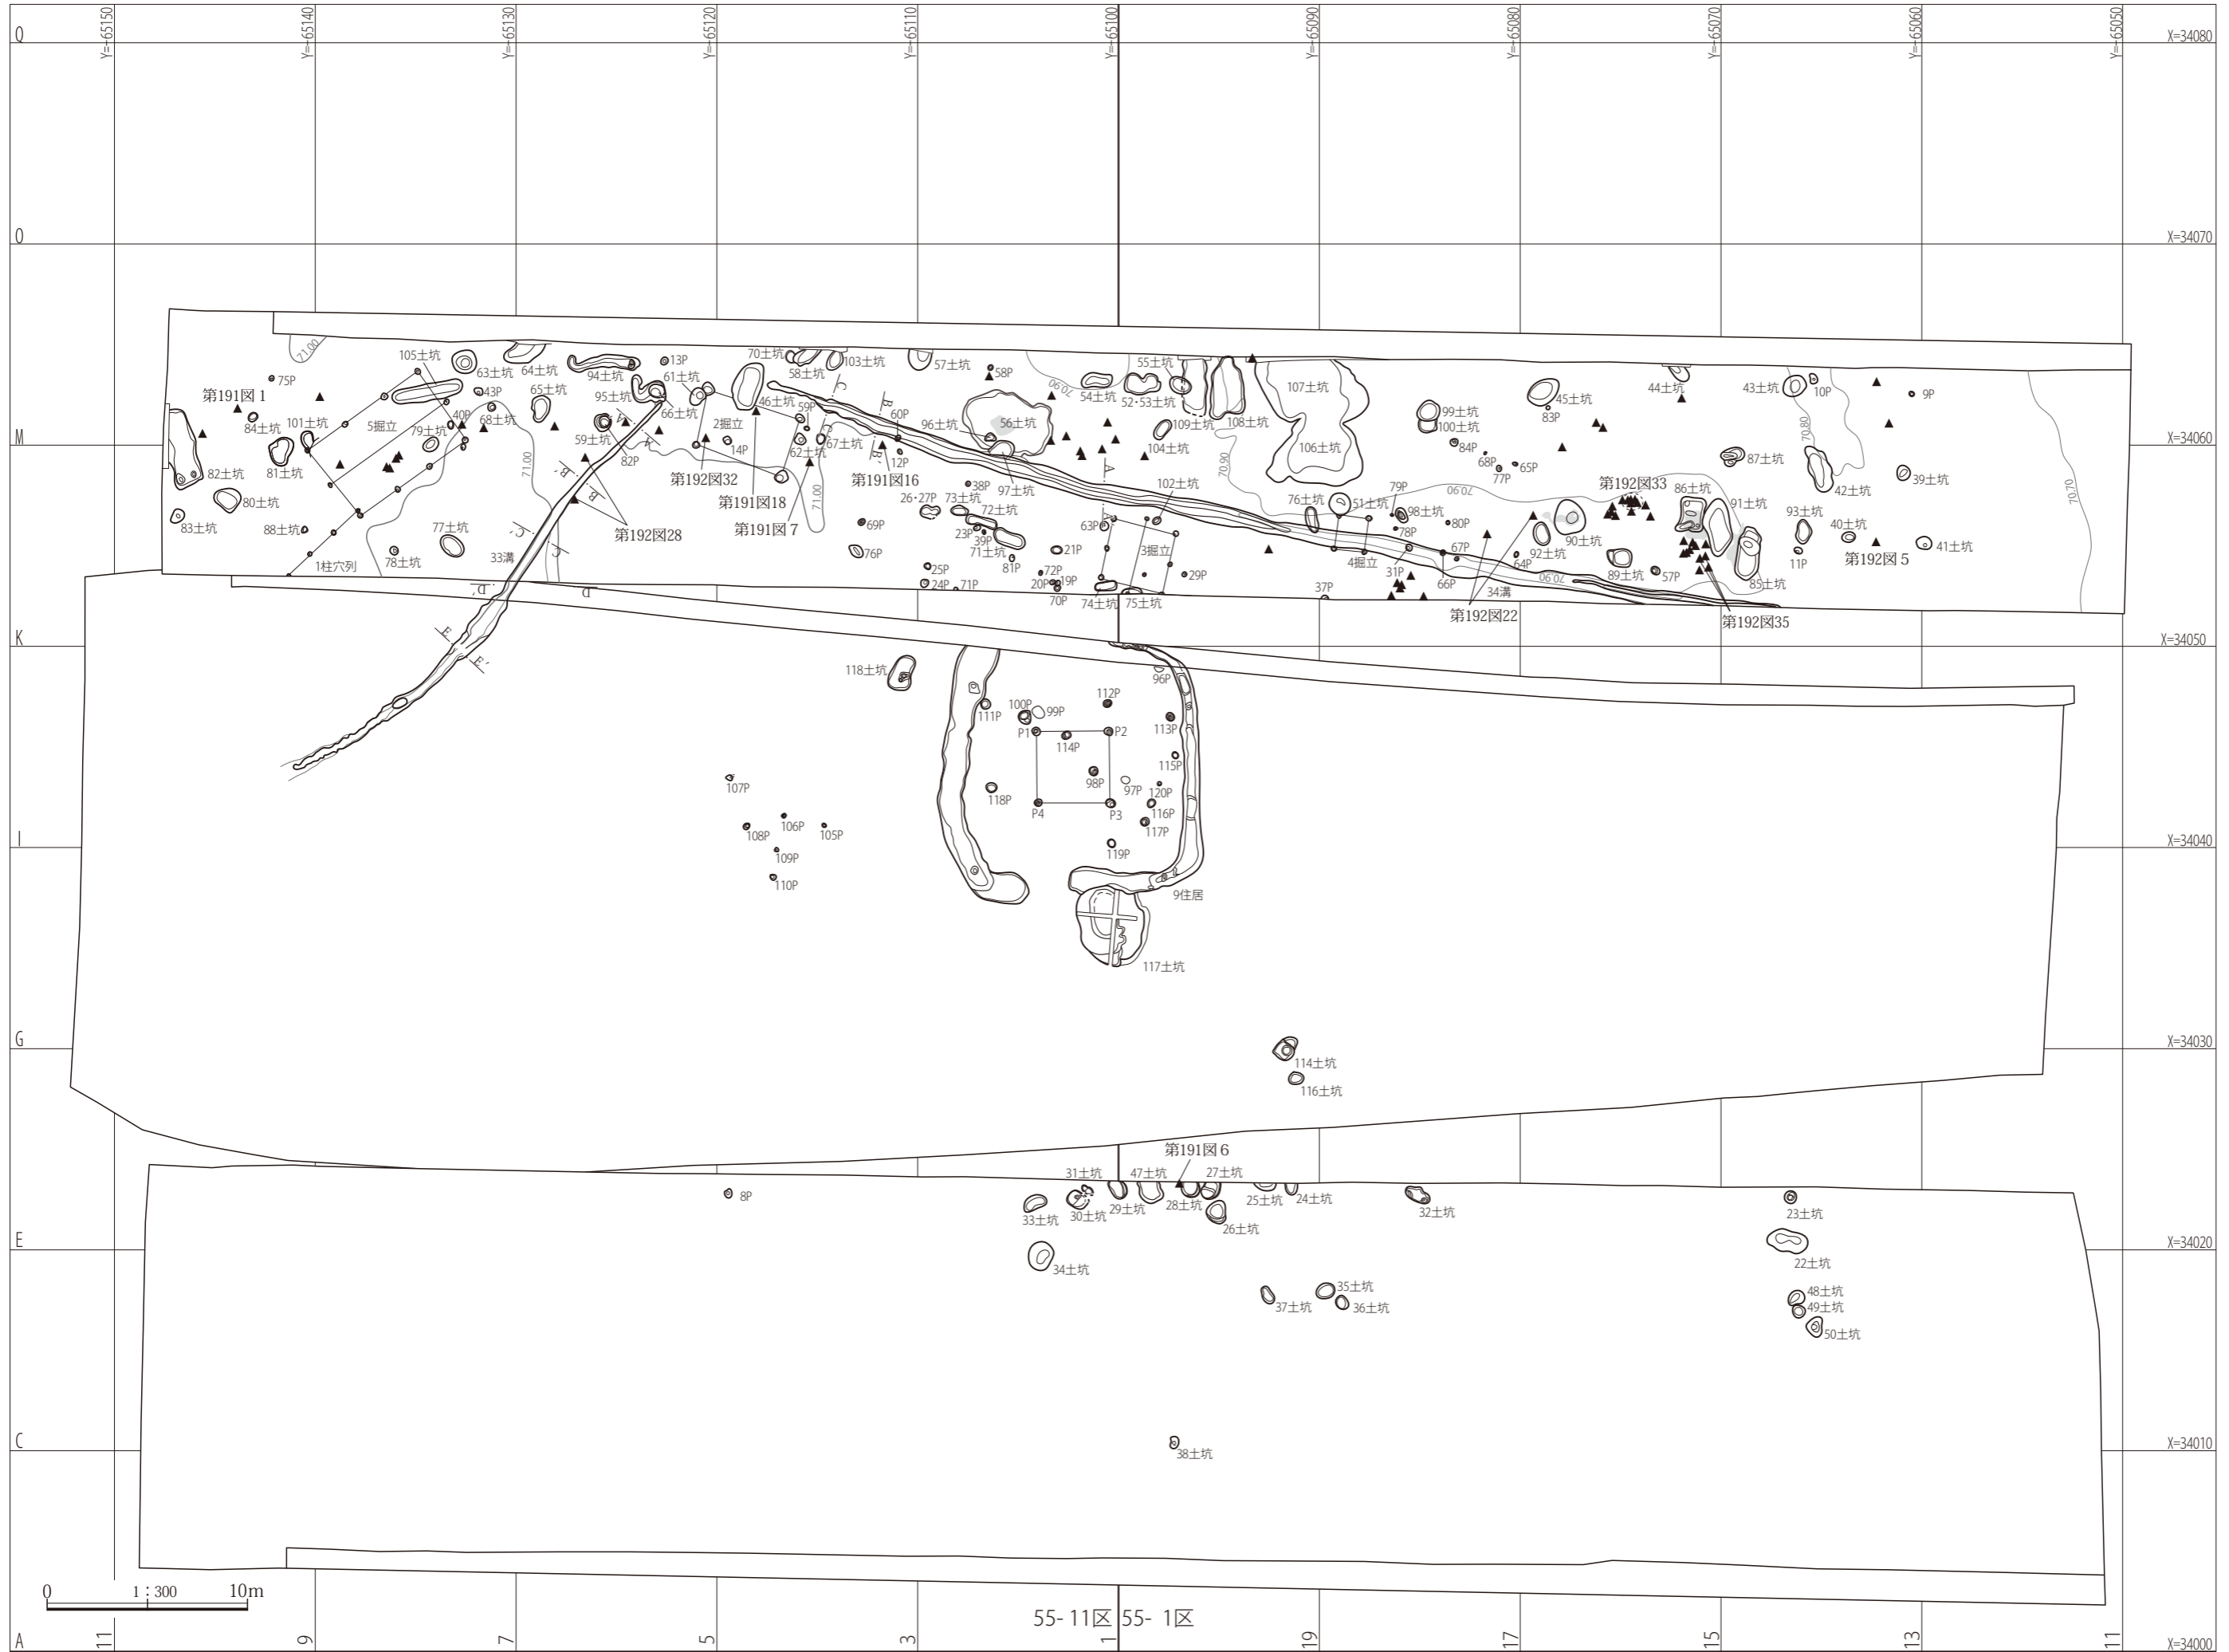 Y=-65150
Y=-65140
Y=-65130
Y=-65120
Y=-65110
Y=-65100
Y=-65090
Y=-65080
Y=-65070
Y=-65060
Y=-65050
Q
X=34080
O
X=34070
71.00
105土坑
63土坑
64土坑
94土坑
13P
70土坑
58土坑
103土坑
57土坑
58P
70.90
54土坑
52・53土坑
55土坑
107土坑
108土坑
109土坑
45土坑
83P
44土坑
43土坑
10P
9P
75P
第191図 1
84土坑
101土坑
5掘立
40P
43P
68土坑
65土坑
95土坑
61土坑
66土坑
59土坑
82P
A
A'
2掘立
46土坑
59P
14P
62土坑
67土坑
C
C'
B
B'
60P
12P
96土坑
56土坑
97土坑
104土坑
106土坑
99土坑
100土坑
84P
68P
77P
65P
87土坑
70.80
42土坑
39土坑
M
X=34060
82土坑
81土坑
79土坑
80土坑
83土坑
88土坑
1柱穴列
78土坑
77土坑
33溝
71.00
B
B'
C
C'
第192図28
第192図32
第191図18
第191図 7
71.00
第191図16
38P
26・27P
73土坑
72土坑
69P
76P
23P
39P
71土坑
81P
21P
25P
24P
71P
72P
20P
19P
70P
74土坑
75土坑
63P
A
A'
102土坑
3掘立
29P
70.90
76土坑
51土坑
79P
98土坑
78P
4掘立
31P
37P
80P
67P
66P
70.90
第192図22
64P
70.90
34溝
92土坑
90土坑
第192図33
86土坑
91土坑
89土坑
57P
85土坑
第192図35
93土坑
11P
40土坑
第192図 5
41土坑
70.70
D
D'
E
E'
K
X=34050
118土坑
111P
100P
99P
112P
96P
113P
P1
P2
114P
115P
98P
97P
120P
107P
118P
P4
P3
116P
117P
108P
106P
105P
109P
110P
119P
I
X=34040
9住居
117土坑
G
X=34030
114土坑
116土坑
第191図 6
31土坑
47土坑
27土坑
8P
33土坑
30土坑
29土坑
28土坑
26土坑
25土坑
24土坑
32土坑
23土坑
E
X=34020
34土坑
22土坑
37土坑
35土坑
36土坑
48土坑
49土坑
50土坑
C
X=34010
38土坑
0
1：300
10m
55- 11区
55- 1区
A
11
9
7
5
3
1
19
17
15
13
11
X=34000